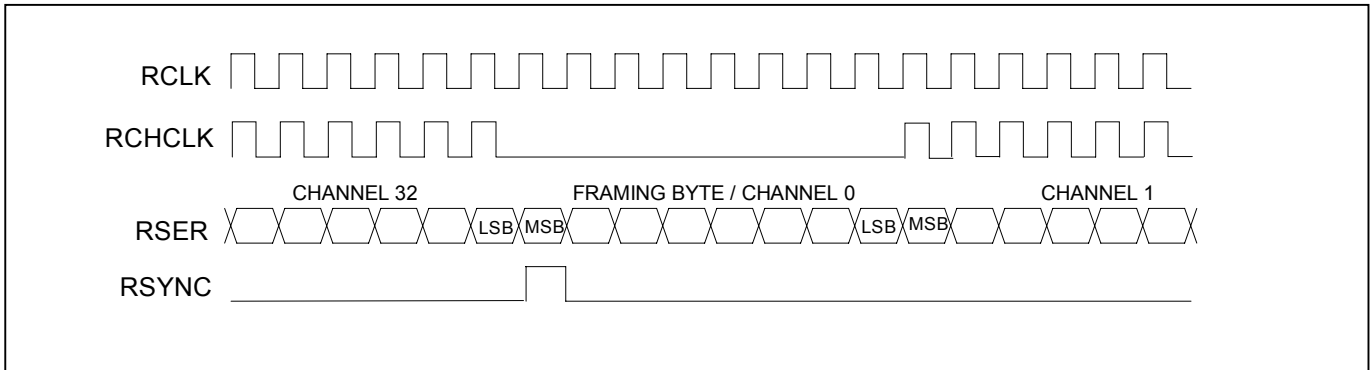 RCLK
RCHCLK
CHANNEL 32 FRAMING BYTE / CHANNEL 0 CHANNEL 1
RSER LSB MSB LSB MSB
RSYNC